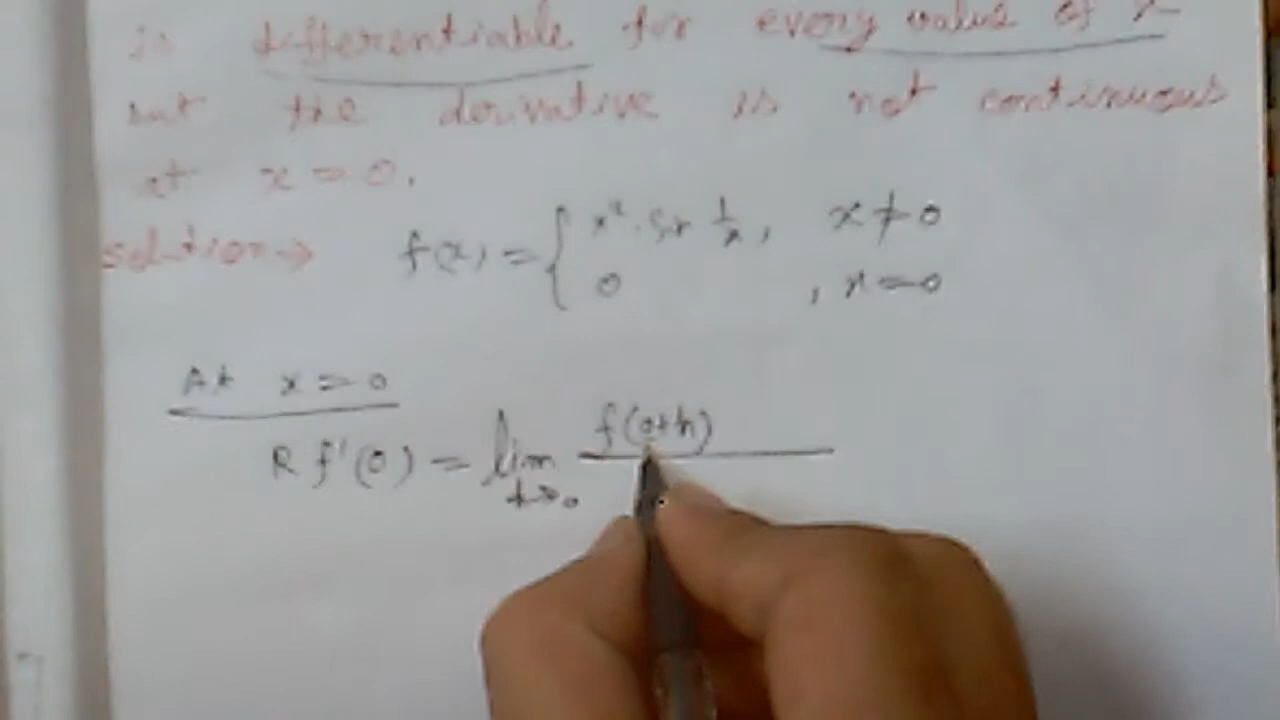 is differentiable for every value of x
but the derivative is not continuous
at x = 0.
solution → f(x) = { x². Sin 1/x, x ≠ 0
0 , x = 0
At x = 0
R f'(0) = lim h→0 f(0+h)